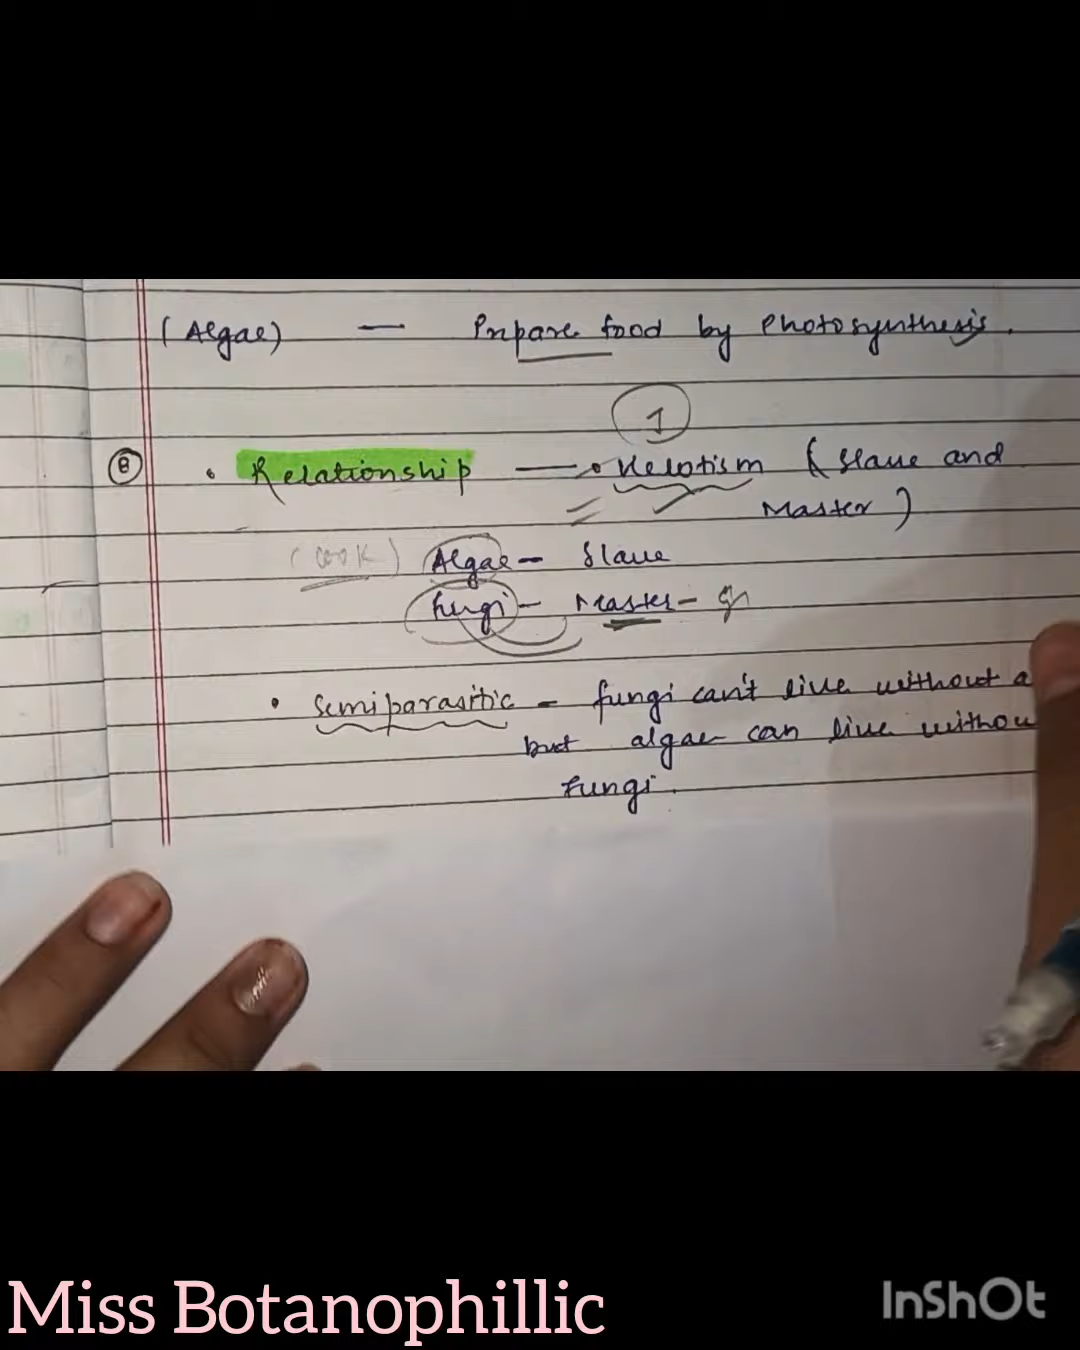 (Algae) — Prepare food by Photosynthesis.
1
8 • Relationship — • Helotism (Slave and
Master)
(cook) Algae – Slave
Fungi – Master –
• Semiparasitic – fungi can't live without a
but algae can live withou
Fungi.
Miss Botanophillic
InShOt